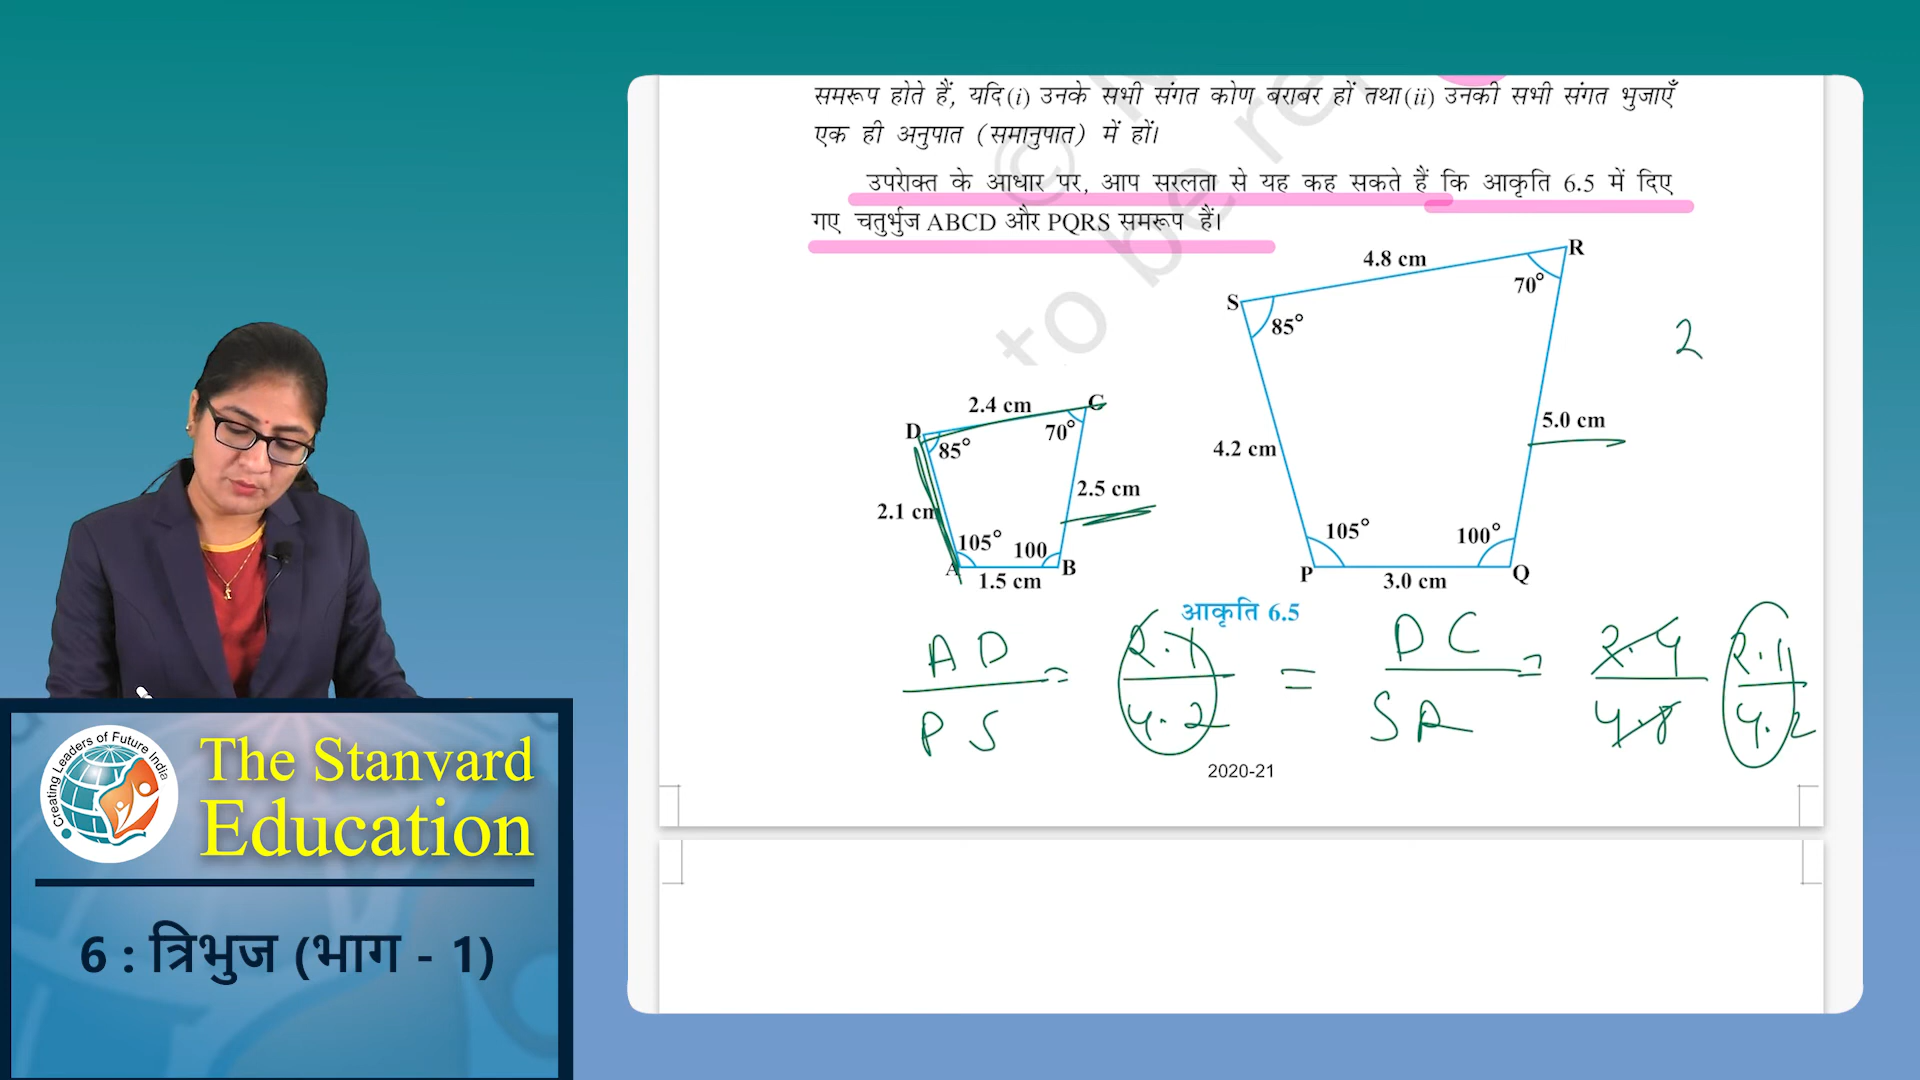 समरूप होते हैं, यदि (i) उनके सभी संगत कोण बराबर हों तथा (ii) उनकी सभी संगत भुजाएँ
एक ही अनुपात (समानुपात) में हों।
उपरोक्त के आधार पर, आप सरलता से यह कह सकते हैं कि आकृति 6.5 में दिए
गए चतुर्भुज ABCD और PQRS समरूप हैं।
© 
to be re
4.8 cm
R
70°
S
85°
2
2.4 cm
C
D
85°
70°
4.2 cm
5.0 cm
2.5 cm
2.1 cm
105°
100
A
B
1.5 cm
105°
100°
P
Q
3.0 cm
आकृति 6.5
AD/PS = 2.1/4.2 = DC/SR = 2.4/4.8 2.1/4.2
2020-21
Creating Leaders of Future India
The Stanvard
Education
6 : त्रिभुज (भाग - 1)